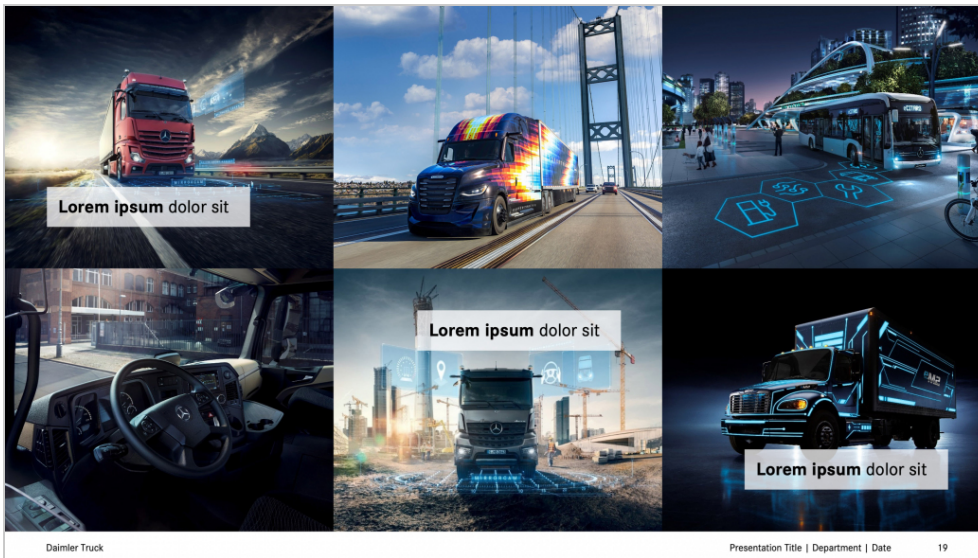 Lorem ipsum dolor sit
Lorem ipsum dolor sit
eM2
Lorem ipsum dolor sit
Daimler Truck
Presentation Title | Department | Date
19